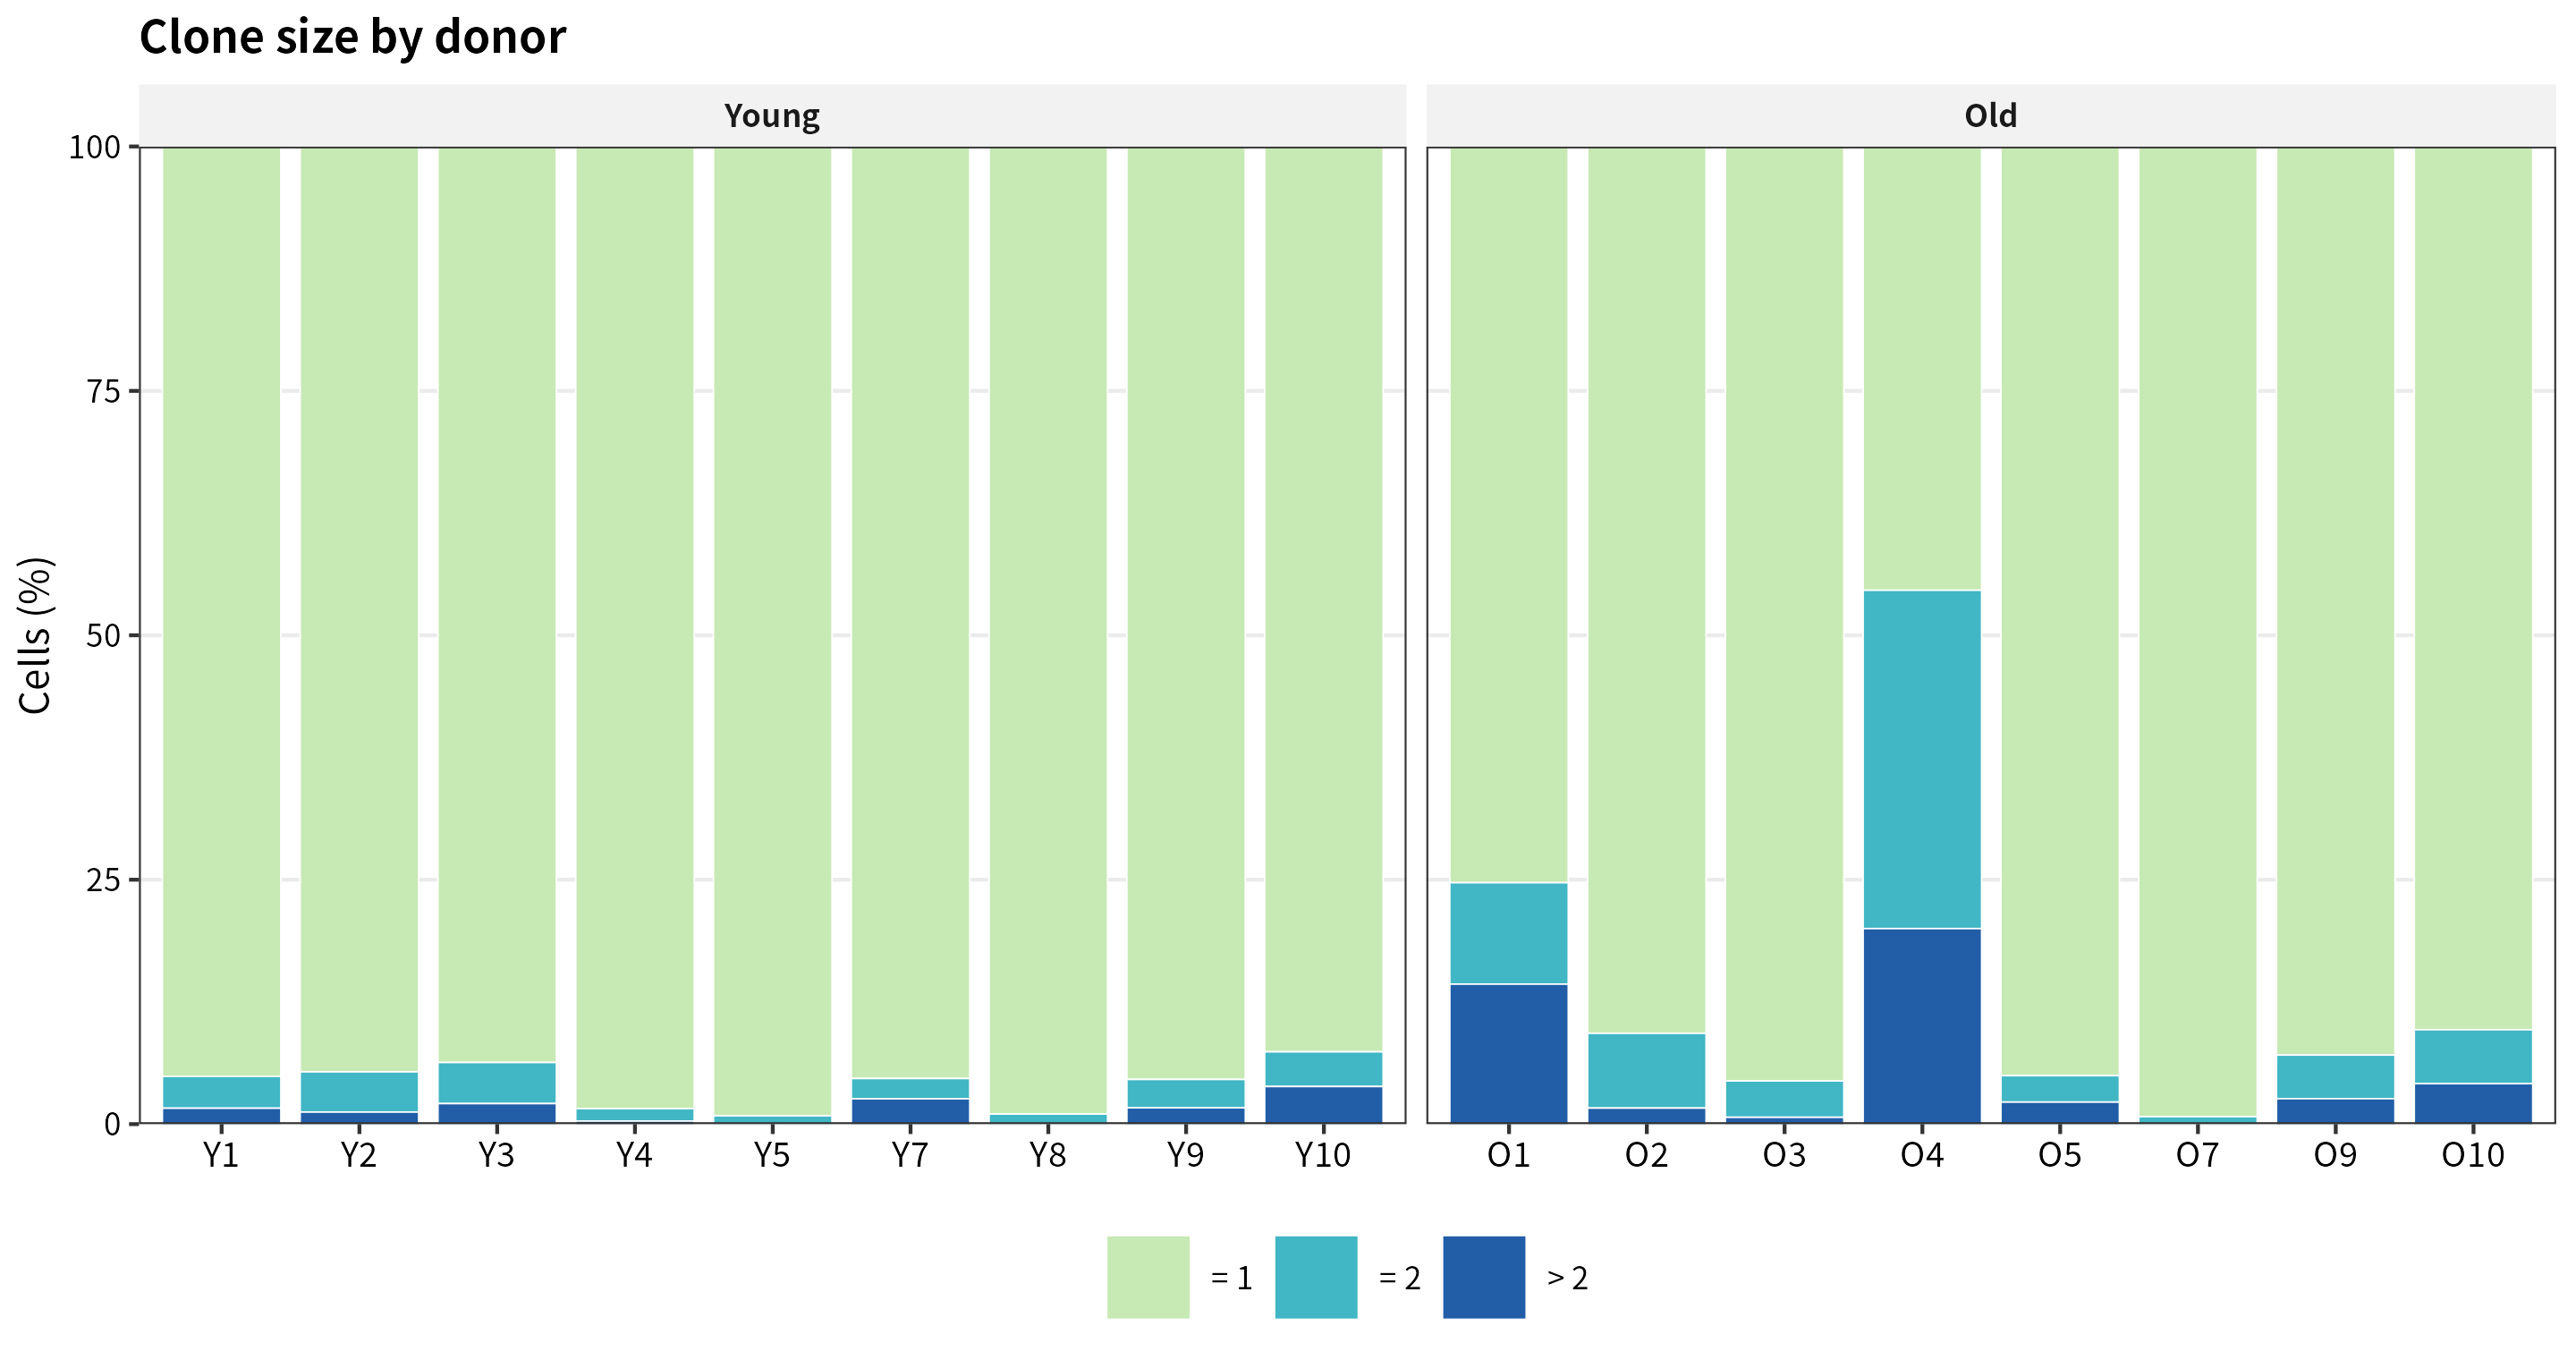 Clone size by donor
Young
Old
100
75
50
25
0
Cells (%)
Y1 Y2 Y3 Y4 Y5 Y7 Y8 Y9 Y10
O1 O2 O3 O4 O5 O7 O9 O10
= 1 = 2 > 2